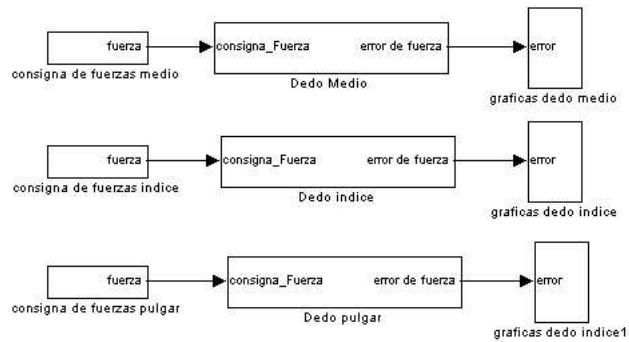 fuerza consigna_Fuerza error de fuerza error
consigna de fuerzas medio
Dedo Medio
graficas dedo medio
fuerza consigna_Fuerza error de fuerza error
consigna de fuerzas indice
Dedo indice
graficas dedo indice
fuerza consigna_Fuerza error de fuerza error
consigna de fuerzas pulgar
Dedo pulgar
graficas dedo indice1